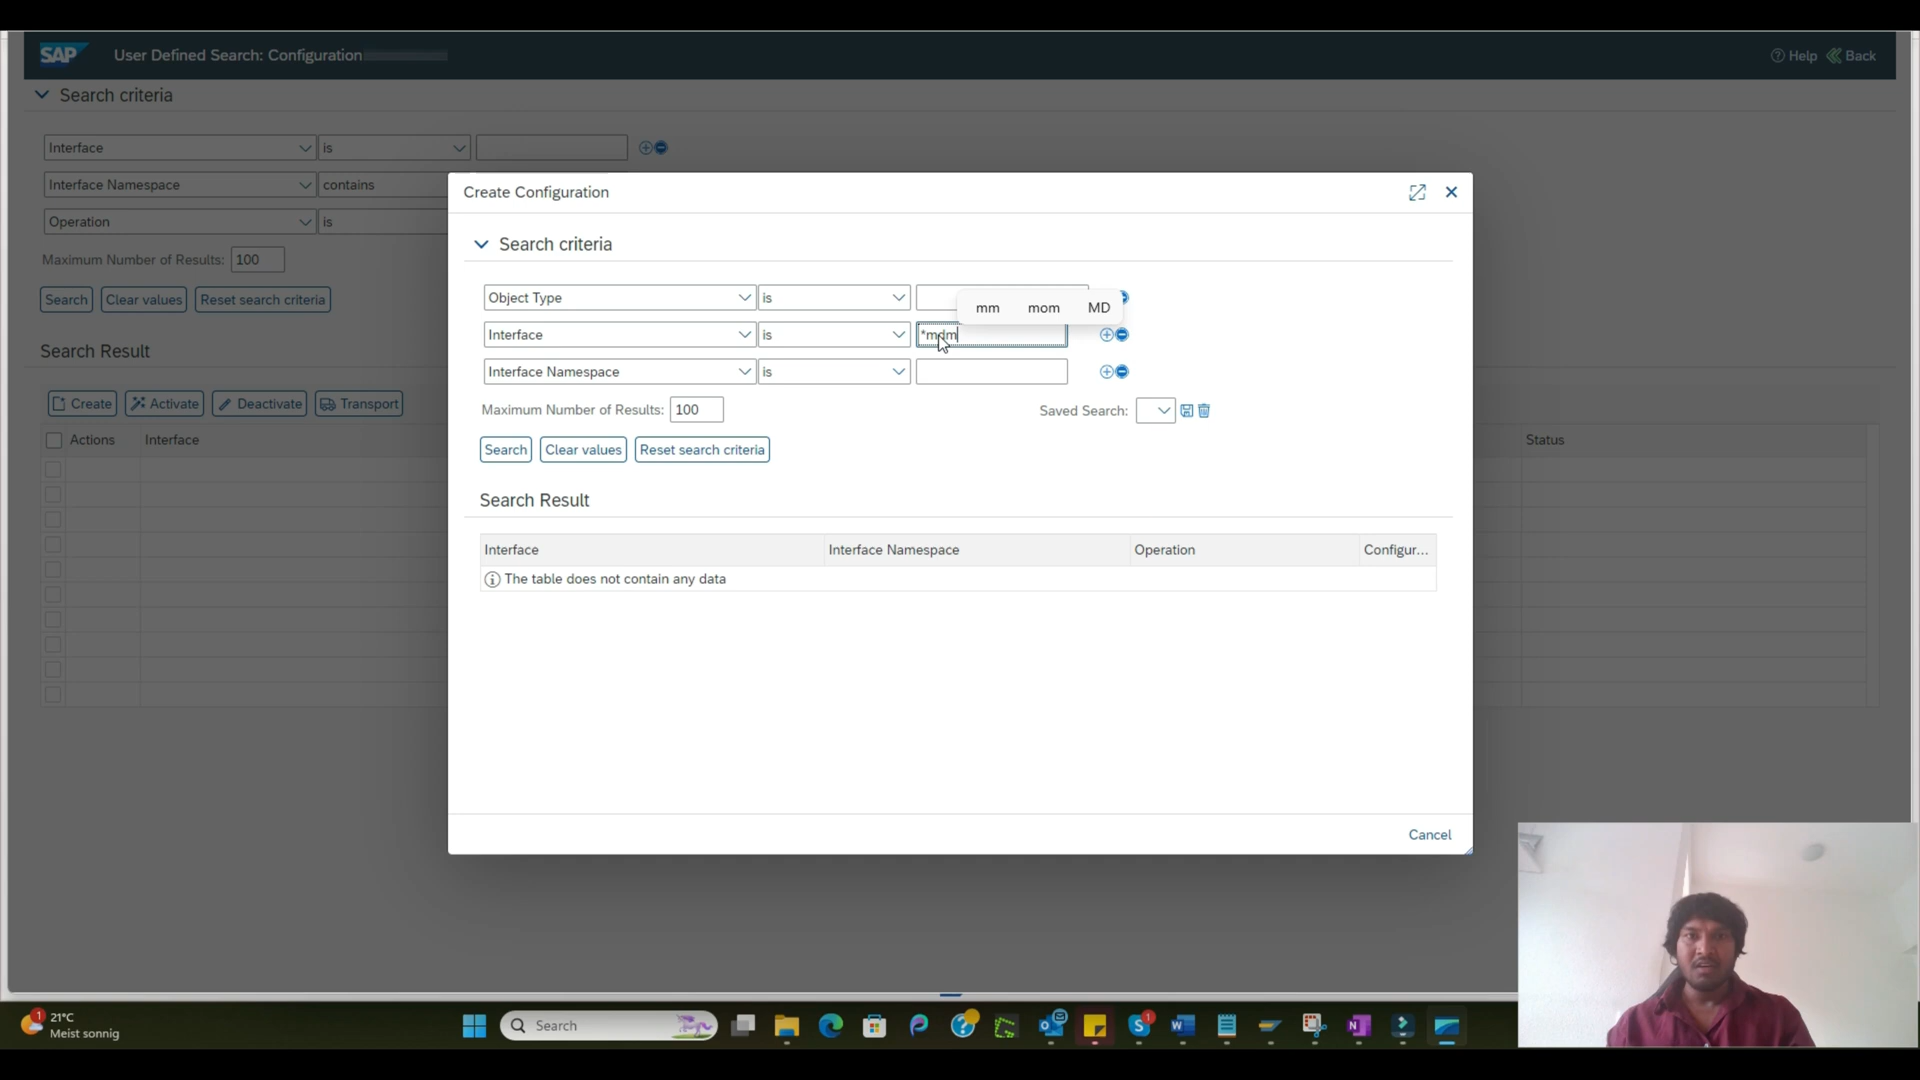 SAP User Defined Search: Configuration Help Back
Search criteria
Interface is
Interface Namespace contains
Operation is
Maximum Number of Results: 100
Search Clear values Reset search criteria
Search Result
Create Activate Deactivate Transport
Actions Interface Status
Create Configuration
Search criteria
Object Type is
mm mom MD
Interface is *mdm
Interface Namespace is
Maximum Number of Results: 100 Saved Search:
Search Clear values Reset search criteria
Search Result
Interface Interface Namespace Operation Configur...
The table does not contain any data
Cancel
1 21°C
Meist sonnig
Search
1